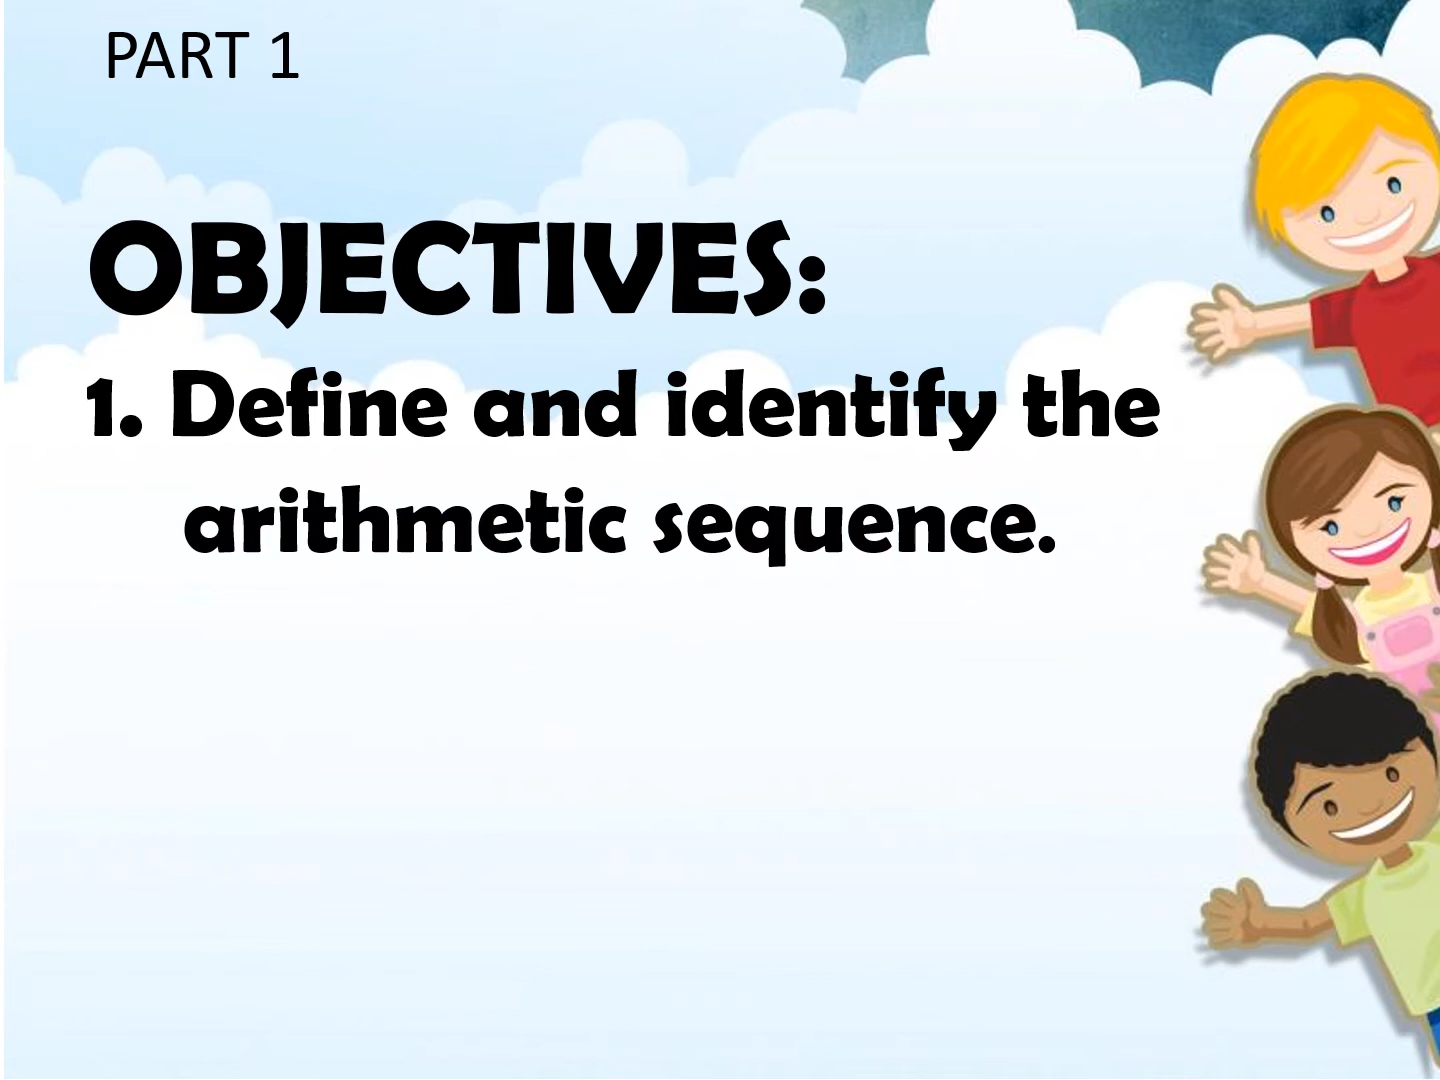 PART 1
OBJECTIVES:
1. Define and identify the
arithmetic sequence.